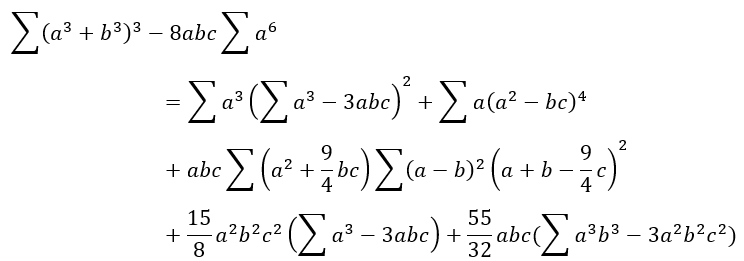 ∑(a³ + b³)³ − 8abc ∑ a⁶
= ∑ a³ (∑ a³ − 3abc)² + ∑ a(a² − bc)⁴
+ abc ∑ (a² + 9/4 bc) ∑(a − b)² (a + b − 9/4 c)²
+ 15/8 a²b²c² (∑ a³ − 3abc) + 55/32 abc(∑ a³b³ − 3a²b²c²)